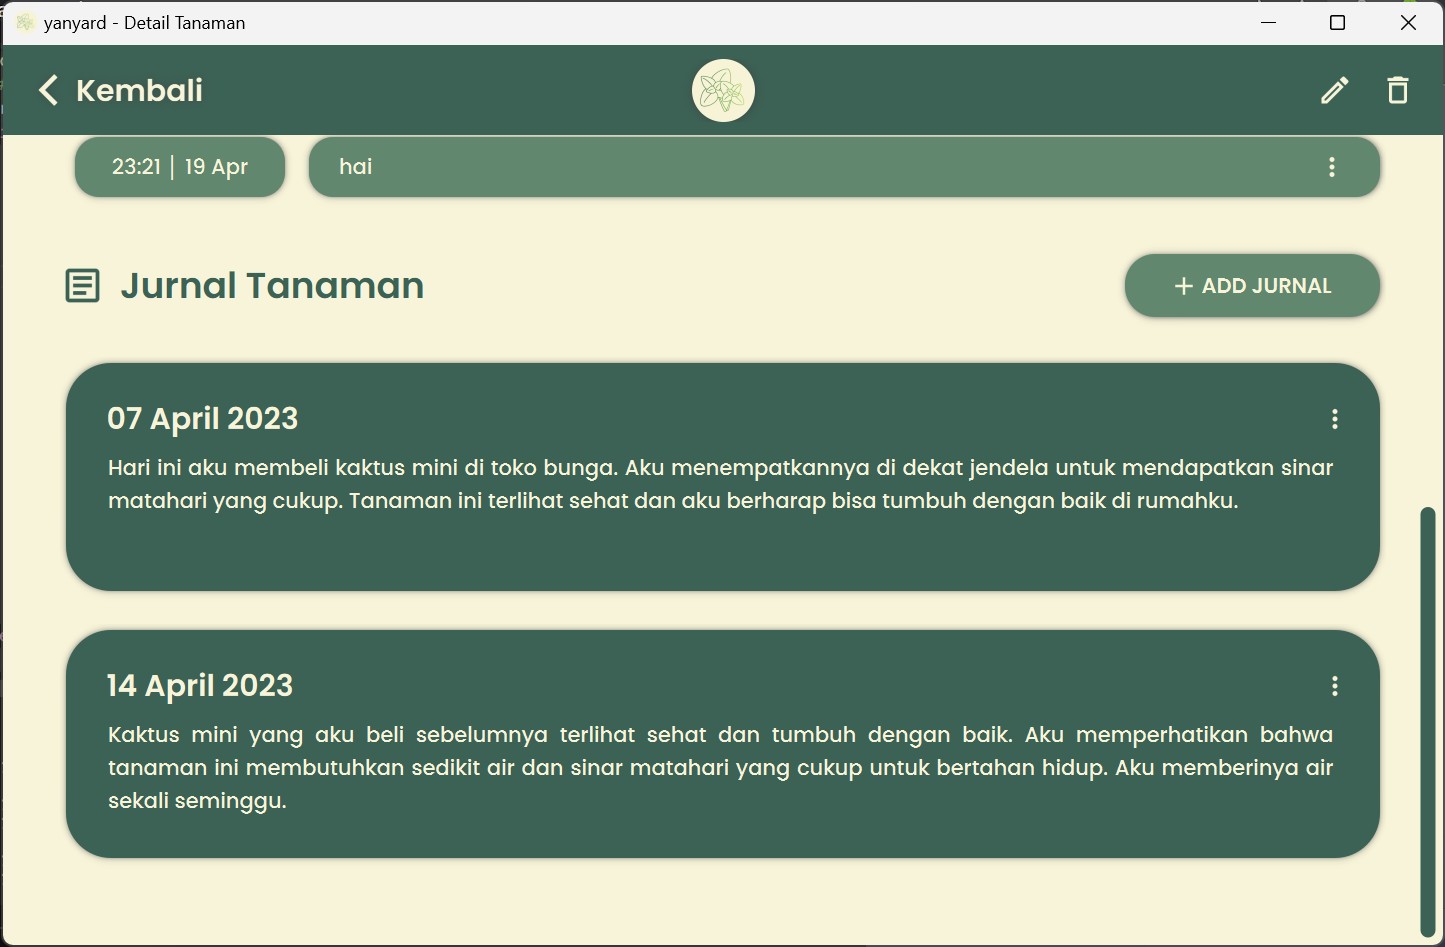 yanyard - Detail Tanaman
Kembali
23:21 | 19 Apr
hai
Jurnal Tanaman
+ ADD JURNAL
07 April 2023
Hari ini aku membeli kaktus mini di toko bunga. Aku menempatkannya di dekat jendela untuk mendapatkan sinar
matahari yang cukup. Tanaman ini terlihat sehat dan aku berharap bisa tumbuh dengan baik di rumahku.
14 April 2023
Kaktus mini yang aku beli sebelumnya terlihat sehat dan tumbuh dengan baik. Aku memperhatikan bahwa
tanaman ini membutuhkan sedikit air dan sinar matahari yang cukup untuk bertahan hidup. Aku memberinya air
sekali seminggu.